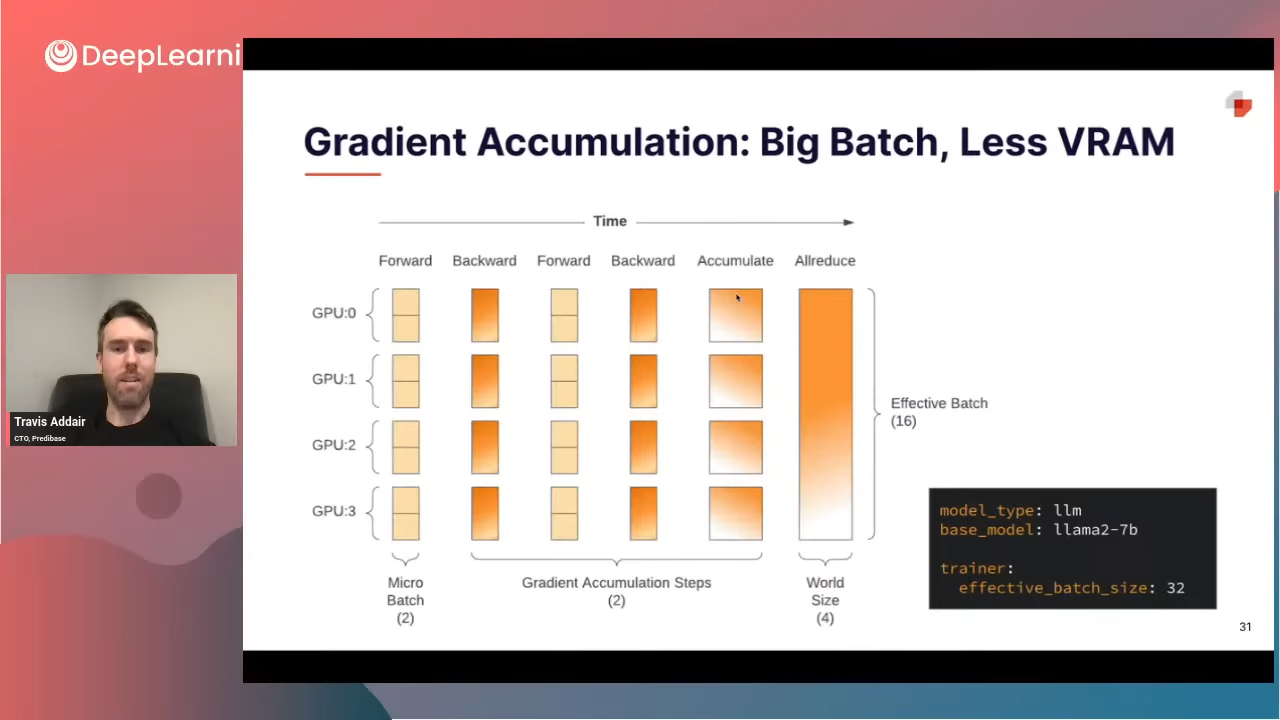 DeepLearni
Gradient Accumulation: Big Batch, Less VRAM
Time
Forward Backward Forward Backward Accumulate Allreduce
GPU:0
GPU:1
GPU:2
GPU:3
Effective Batch
(16)
Micro
Batch
(2)
Gradient Accumulation Steps
(2)
World
Size
(4)
model_type: llm
base_model: llama2-7b
trainer:
effective_batch_size: 32
31
Travis Addair
CTO, Predibase